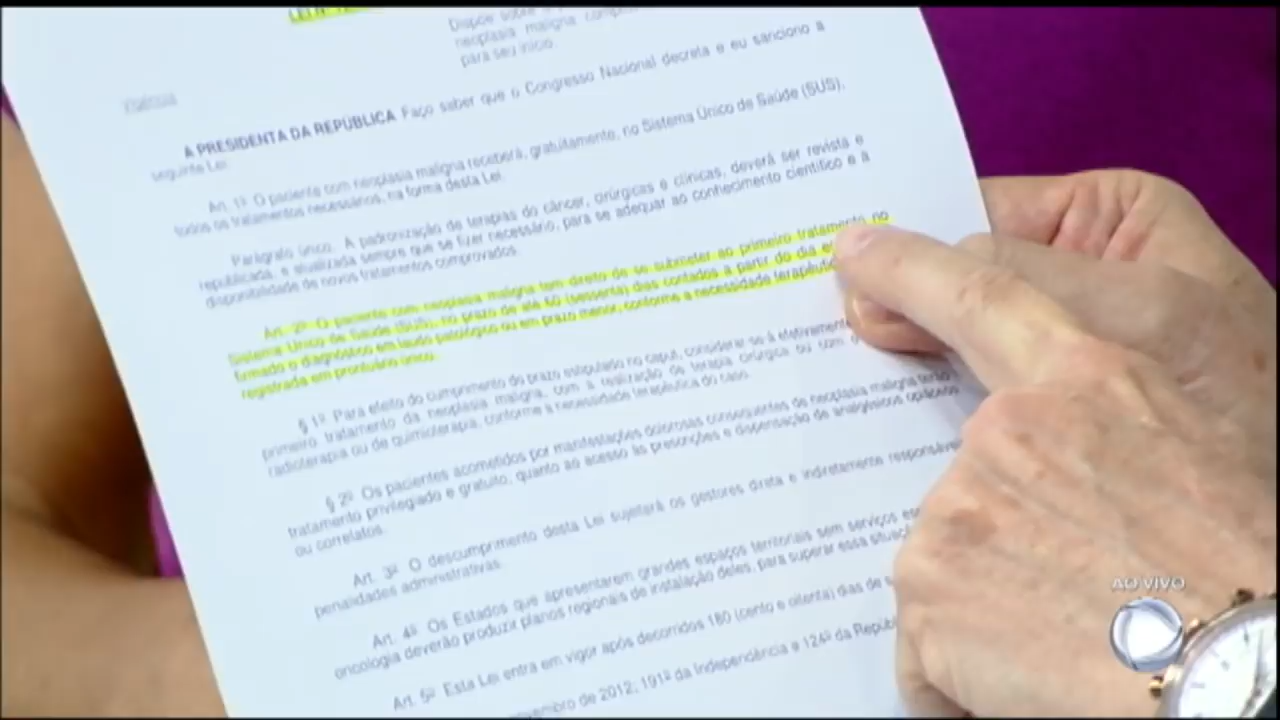 LEI Nº 12.
Dispõe sobre o
neoplasia maligna
para seu início.
Vigência
A PRESIDENTA DA REPÚBLICA Faço saber que o Congresso Nacional decreta e eu sanciono a
seguinte Lei:
Art. 1º O paciente com neoplasia maligna receberá, gratuitamente, no Sistema Único de Saúde (SUS),
todos os tratamentos necessários, na forma desta Lei.
Parágrafo único. A padronização de terapias do câncer, cirúrgicas e clínicas, deverá ser revista e
republicada, e atualizada sempre que se fizer necessário, para se adequar ao conhecimento científico e à
disponibilidade de novos tratamentos comprovados.
Art. 2º O paciente com neoplasia maligna tem direito de se submeter ao primeiro tratamento no
Sistema Único de Saúde (SUS), no prazo de até 60 (sessenta) dias contados a partir do dia em
firmado o diagnóstico em laudo patológico ou em prazo menor, conforme a necessidade terapêutic
registrada em prontuário único.
§ 1º Para efeito do cumprimento do prazo estipulado no caput, considerar-se-á efetivamente
primeiro tratamento da neoplasia maligna, com a realização de terapia cirúrgica ou com o
radioterapia ou de quimioterapia, conforme a necessidade terapêutica do caso.
§ 2º Os pacientes acometidos por manifestações dolorosas consequentes de neoplasia maligna terão
tratamento privilegiado e gratuito, quanto ao acesso às prescrições e dispensação de analgésicos opiáceos
ou correlatos.
Art. 3º O descumprimento desta Lei sujeitará os gestores direta e indiretamente responsáve
penalidades administrativas.
Art. 4º Os Estados que apresentarem grandes espaços territoriais sem serviços es
oncologia deverão produzir planos regionais de instalação deles, para superar essa situaç
Art. 5º Esta Lei entra em vigor após decorridos 180 (cento e oitenta) dias de s
novembro de 2012; 191º da Independência e 124º da Repúbl
AO VIVO